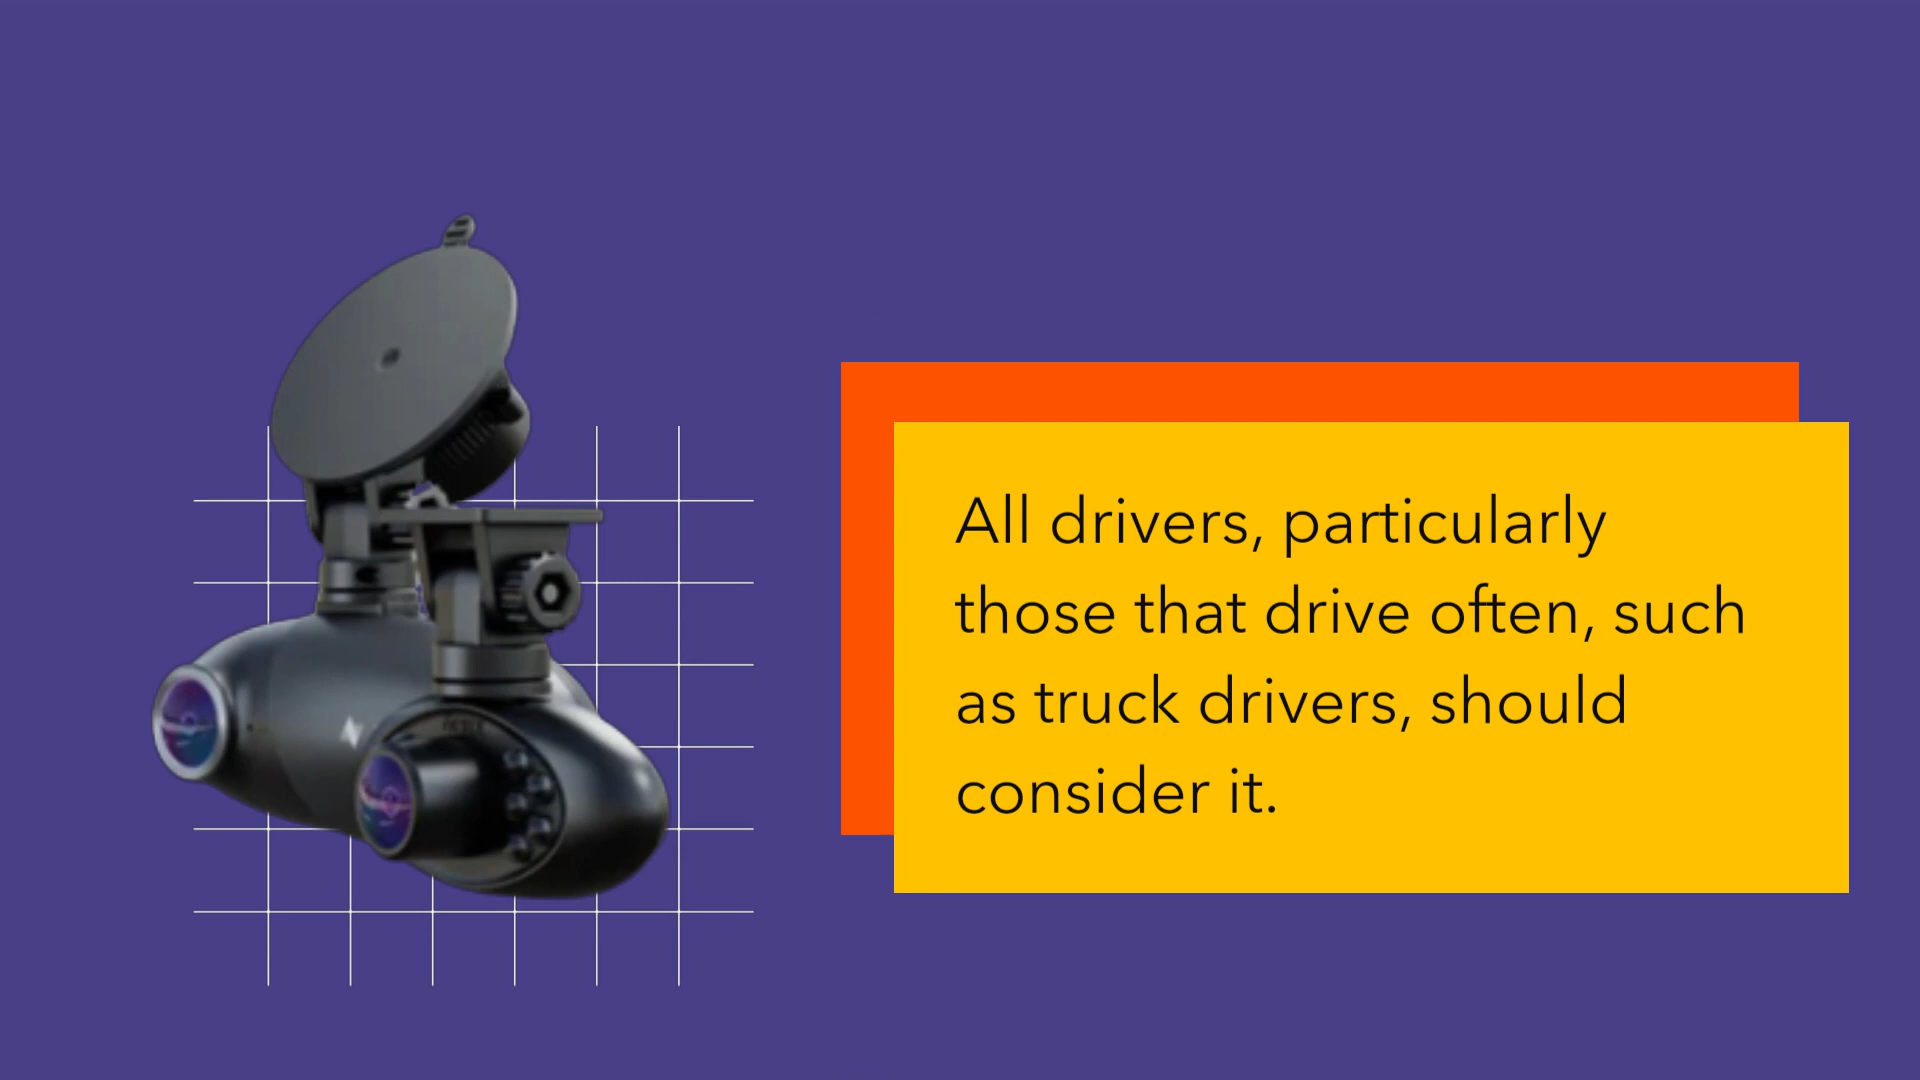 All drivers, particularly
those that drive often, such
as truck drivers, should
consider it.